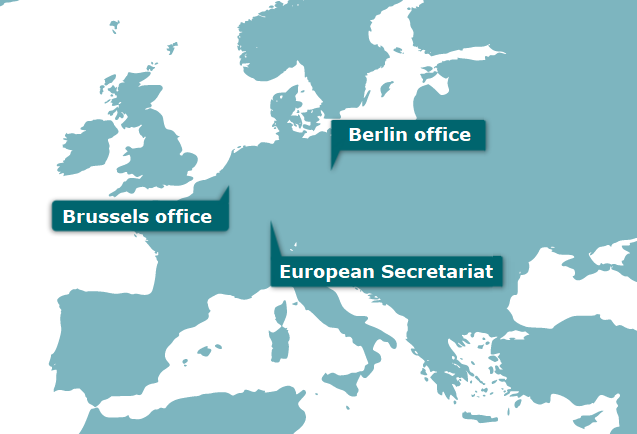 Berlin office
Brussels office
European Secretariat